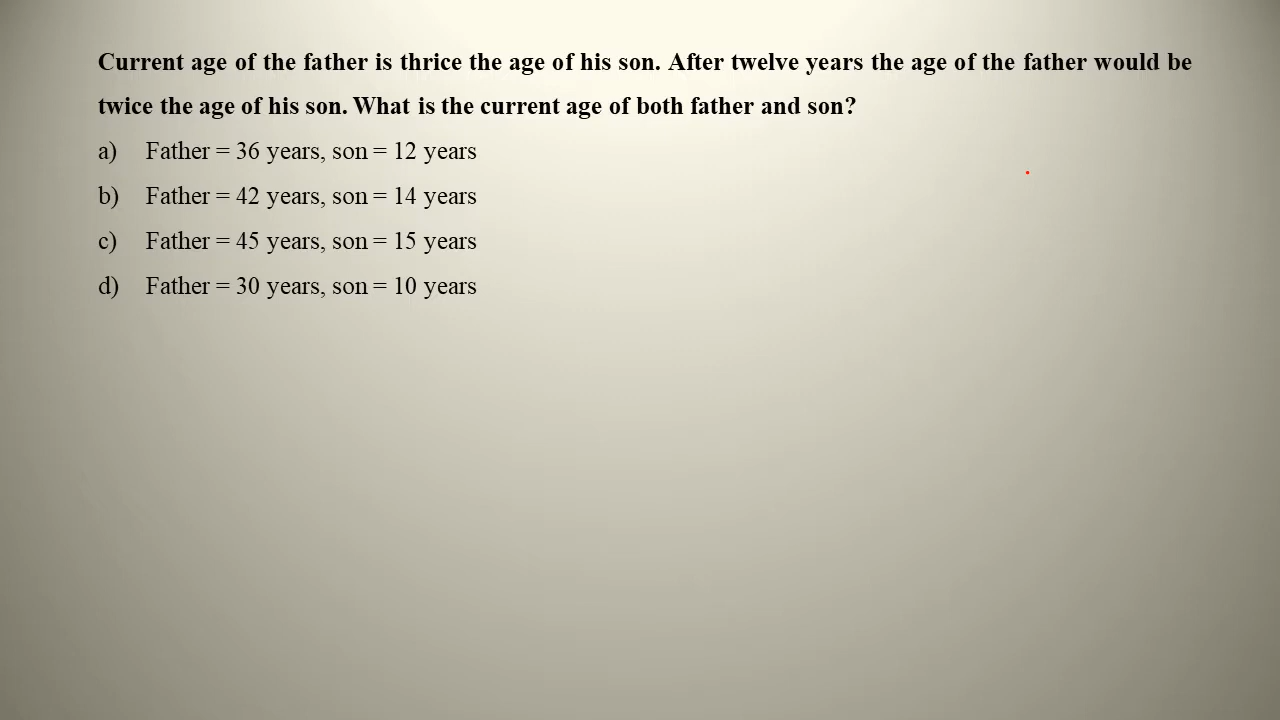 Current age of the father is thrice the age of his son. After twelve years the age of the father would be
twice the age of his son. What is the current age of both father and son?
a) Father = 36 years, son = 12 years
b) Father = 42 years, son = 14 years
c) Father = 45 years, son = 15 years
d) Father = 30 years, son = 10 years